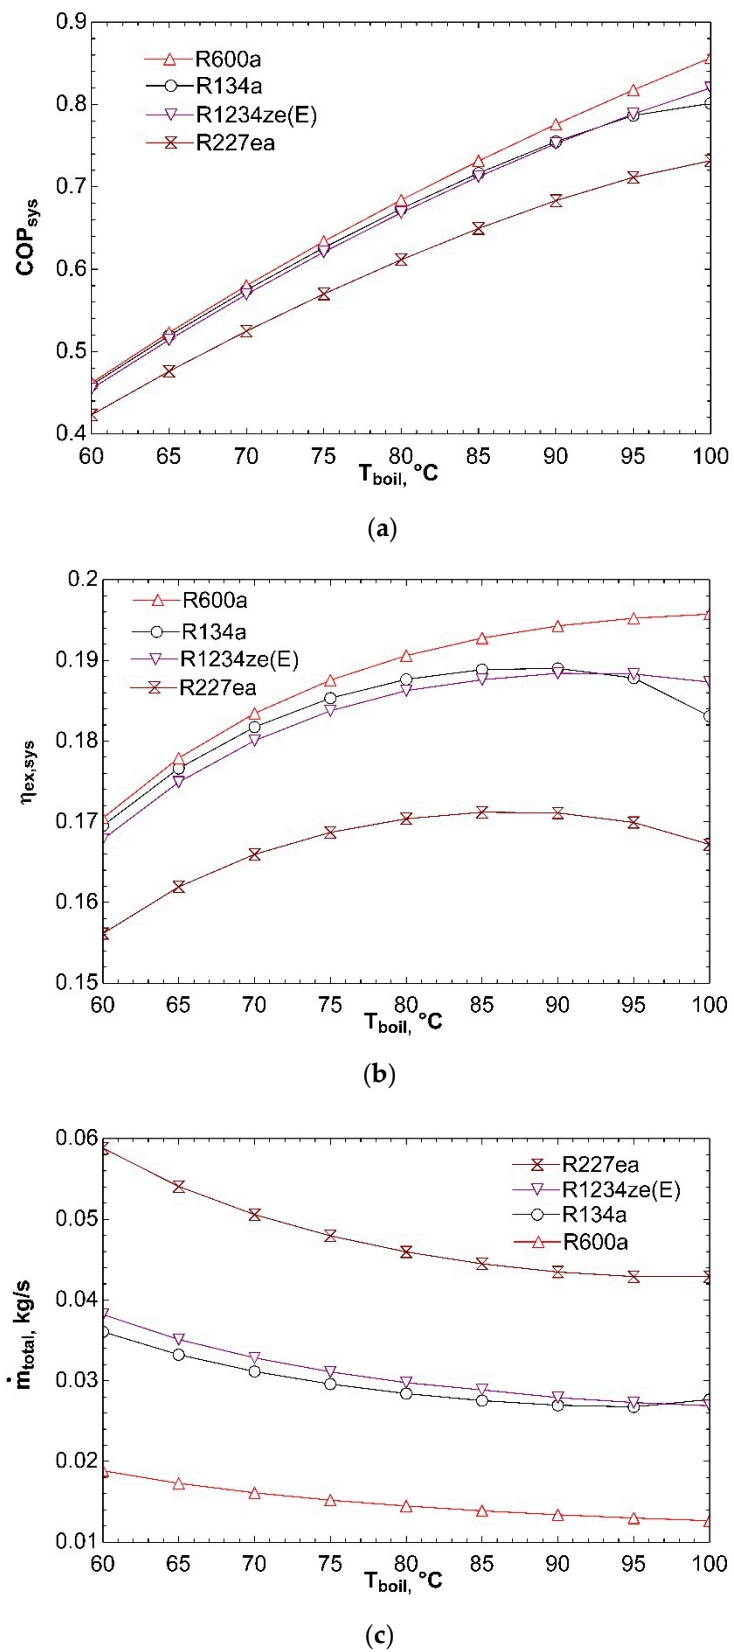 0.9
0.8
0.7
0.6
0.5
0.4
COPsys
R600a
R134a
R1234ze(E)
R227ea
60 65 70 75 80 85 90 95 100
Tboil, °C
(a)
0.2
0.19
0.18
0.17
0.16
0.15
ηex,sys
R600a
R134a
R1234ze(E)
R227ea
60 65 70 75 80 85 90 95 100
Tboil, °C
(b)
0.06
0.05
0.04
0.03
0.02
0.01
ṁtotal, kg/s
R227ea
R1234ze(E)
R134a
R600a
60 65 70 75 80 85 90 95 100
Tboil, °C
(c)